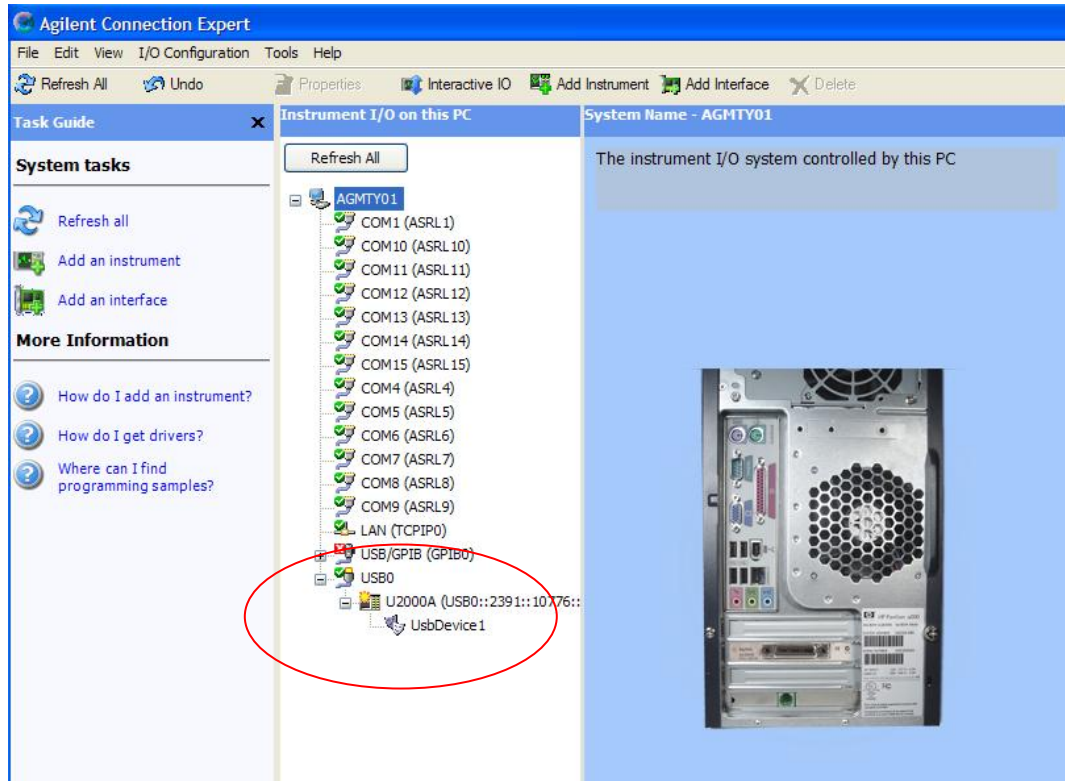 Agilent Connection Expert
File Edit View I/O Configuration Tools Help
Refresh All Undo Properties Interactive IO Add Instrument Add Interface Delete
Task Guide
System tasks
Refresh all
Add an instrument
Add an interface
More Information
How do I add an instrument?
How do I get drivers?
Where can I find
programming samples?
Instrument I/O on this PC
Refresh All
AGMTY01
COM1 (ASRL1)
COM10 (ASRL10)
COM11 (ASRL11)
COM12 (ASRL12)
COM13 (ASRL13)
COM14 (ASRL14)
COM15 (ASRL15)
COM4 (ASRL4)
COM5 (ASRL5)
COM6 (ASRL6)
COM7 (ASRL7)
COM8 (ASRL8)
COM9 (ASRL9)
LAN (TCPIP0)
USB/GPIB (GPIB0)
USB0
U2000A (USB0::2391::10776::
UsbDevice1
System Name - AGMTY01
The instrument I/O system controlled by this PC
HP Pavilion